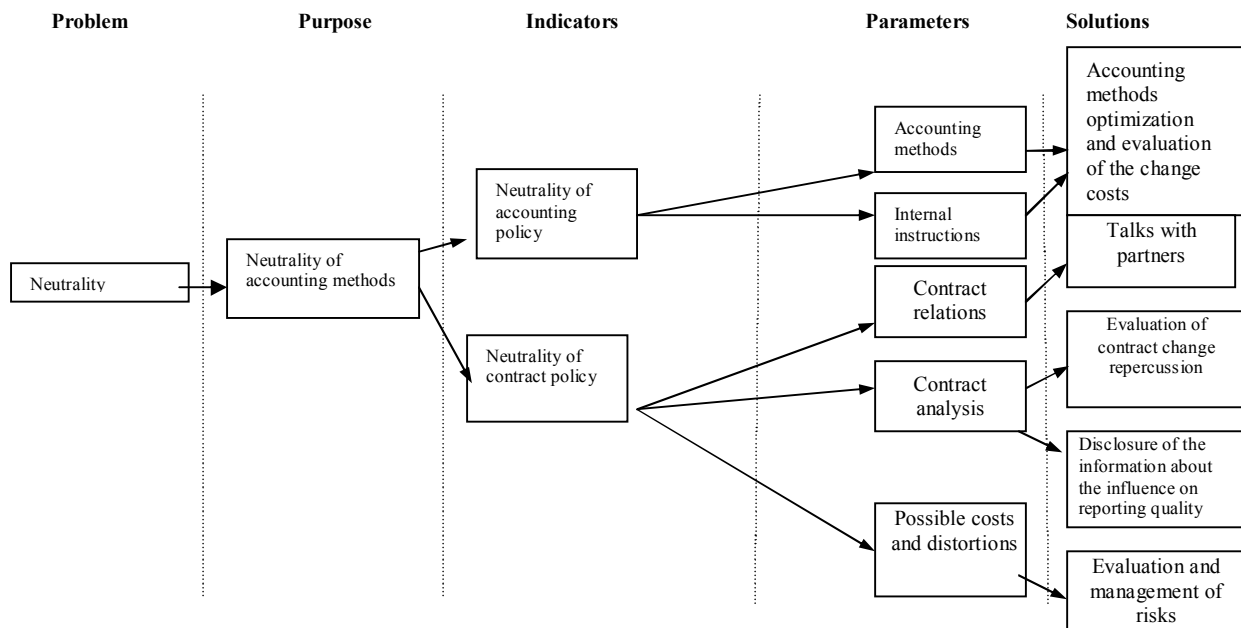 Problem
Purpose
Indicators
Parameters
Solutions
Neutrality
Neutrality of
accounting methods
Neutrality of
accounting
policy
Neutrality of
contract policy
Accounting
methods
Internal
instructions
Contract
relations
Contract
analysis
Possible costs
and distortions
Accounting
methods
optimization
and evaluation
of the change
costs
Talks with
partners
Evaluation of
contract change
repercussion
Disclosure of the
information about
the influence on
reporting quality
Evaluation and
management of
risks